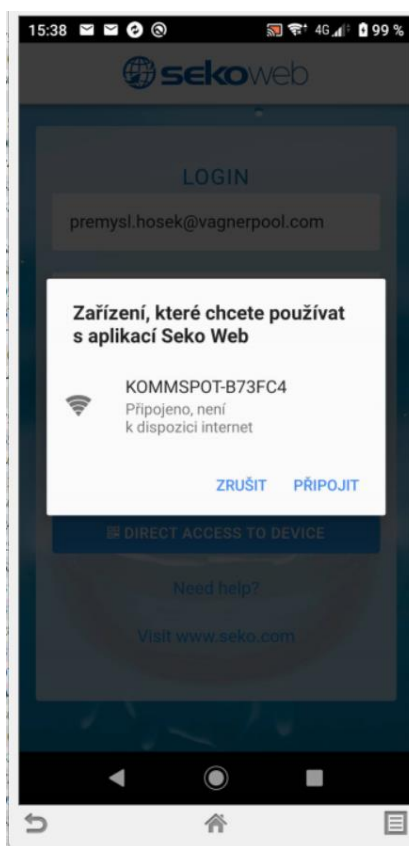 15:38 4G 99 %
sekoweb
LOGIN
premysl.hosek@vagnerpool.com
Zařízení, které chcete používat
s aplikací Seko Web
KOMMSPOT-B73FC4
Připojeno, není
k dispozici internet
ZRUŠIT PŘIPOJIT
DIRECT ACCESS TO DEVICE
Need help?
Visit www.seko.com